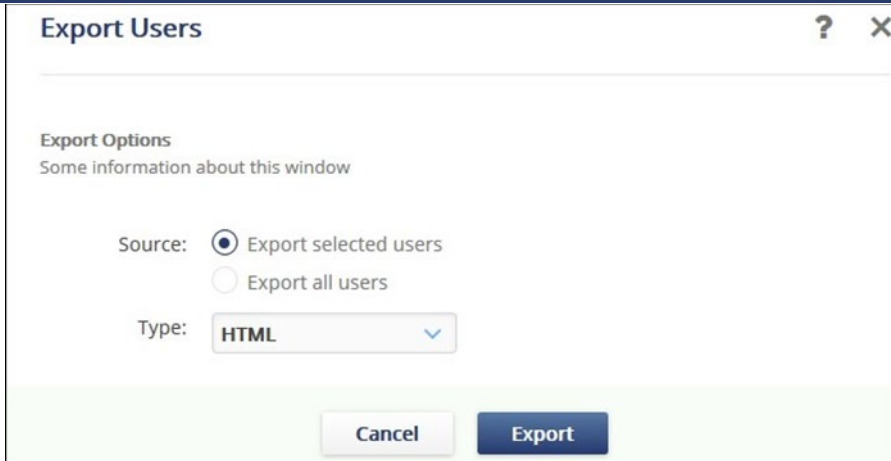 Export Users ? X
Export Options
Some information about this window
Source: Export selected users
Export all users
Type: HTML
Cancel Export